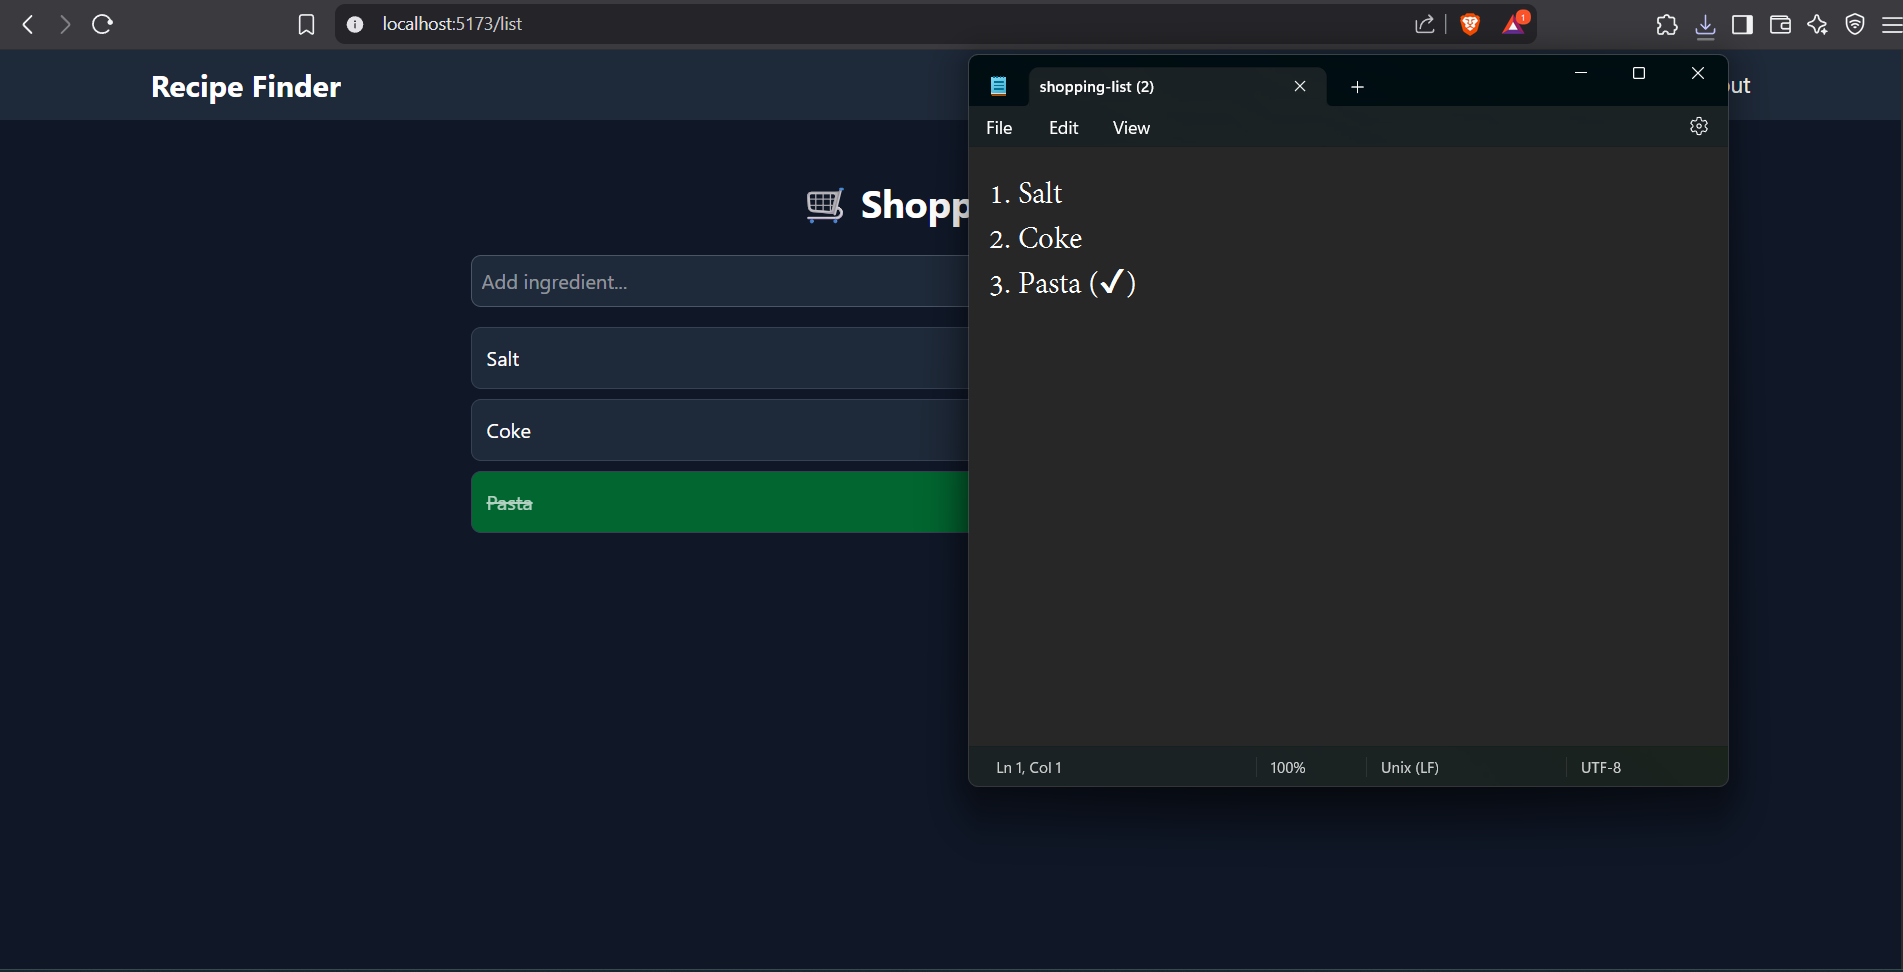 localhost:5173/list
1
Recipe Finder
shopping-list (2)
File Edit View
🛒 Shopp
Add ingredient...
Salt
Coke
Pasta
1. Salt
2. Coke
3. Pasta (✓)
Ln 1, Col 1 100% Unix (LF) UTF-8